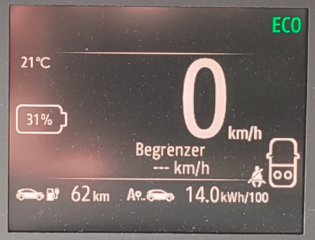 ECO
21°C
0 km/h
31%
Begrenzer
--- km/h
62 km A 14.0 kWh/100